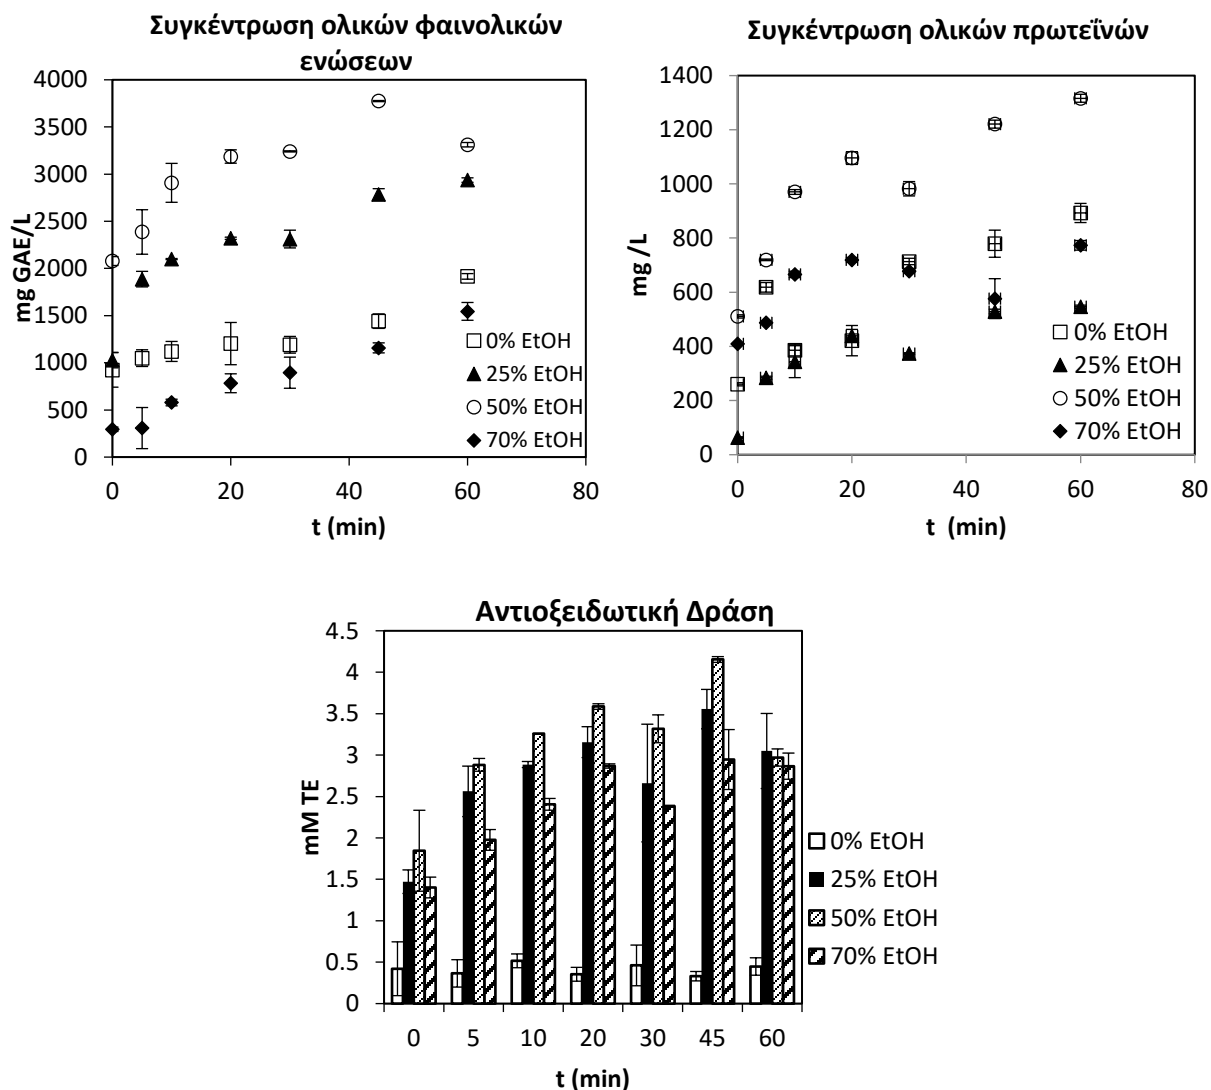 Συγκέντρωση ολικών φαινολικών
ενώσεων
4000
3500
3000
2500
2000
1500
1000
500
0
mg GAE/L
0
20
40
60
80
t (min)
0% EtOH
25% EtOH
50% EtOH
70% EtOH
Συγκέντρωση ολικών πρωτεΐνών
1400
1200
1000
800
600
400
200
0
mg /L
0
20
40
60
80
t (min)
0% EtOH
25% EtOH
50% EtOH
70% EtOH
Αντιοξειδωτική Δράση
4.5
4
3.5
3
2.5
2
1.5
1
0.5
0
mM TE
0
5
10
20
30
45
60
t (min)
0% EtOH
25% EtOH
50% EtOH
70% EtOH